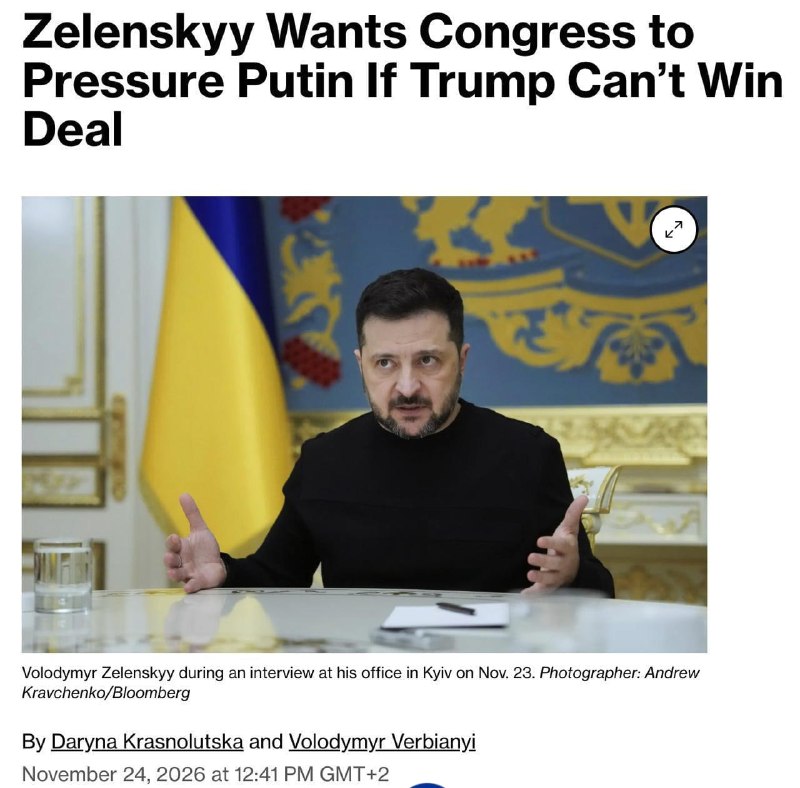 Zelenskyy Wants Congress to
Pressure Putin If Trump Can’t Win
Deal
Volodymyr Zelenskyy during an interview at his office in Kyiv on Nov. 23. Photographer: Andrew
Kravchenko/Bloomberg
By Daryna Krasnolutska and Volodymyr Verbianyi
November 24, 2026 at 12:41 PM GMT+2